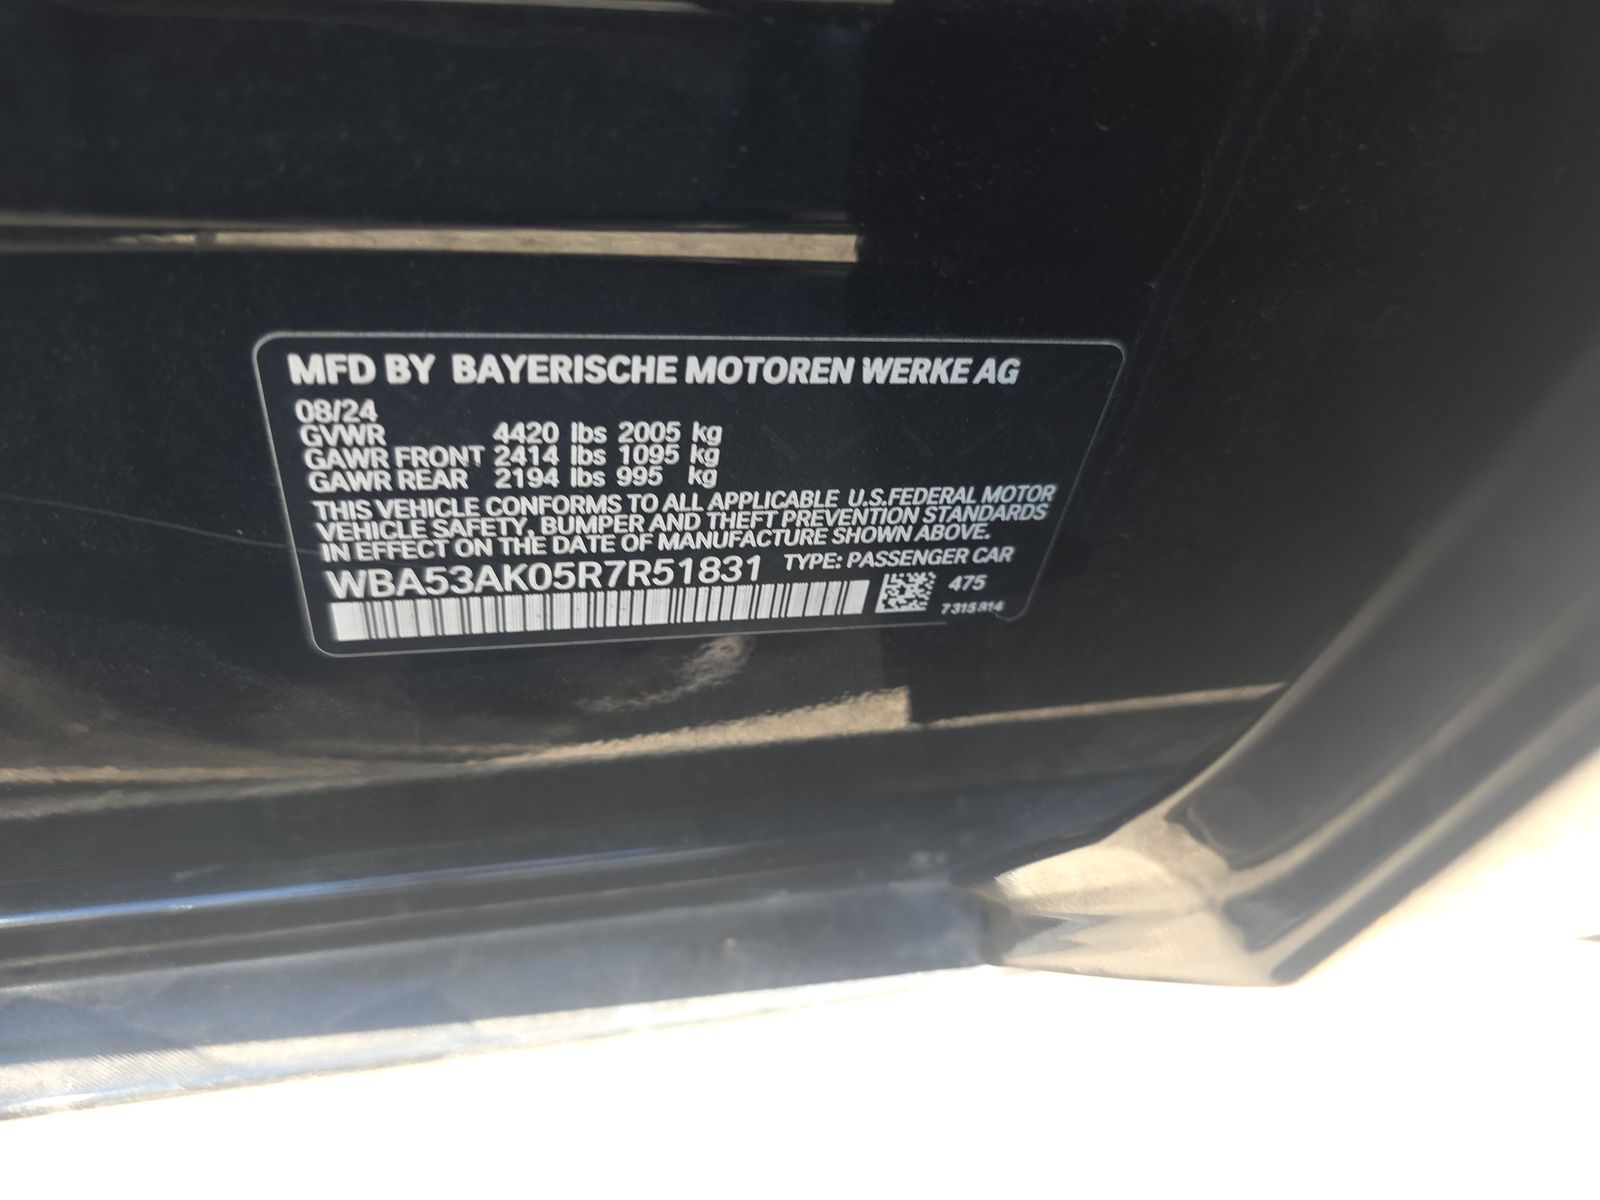 MFD BY BAYERISCHE MOTOREN WERKE AG
08/24
GVWR 4420 lbs 2005 kg
GAWR FRONT 2414 lbs 1095 kg
GAWR REAR 2194 lbs 995 kg
THIS VEHICLE CONFORMS TO ALL APPLICABLE U.S.FEDERAL MOTOR
VEHICLE SAFETY, BUMPER AND THEFT PREVENTION STANDARDS
IN EFFECT ON THE DATE OF MANUFACTURE SHOWN ABOVE.
WBA53AK05R7R51831 TYPE: PASSENGER CAR
475
7315814